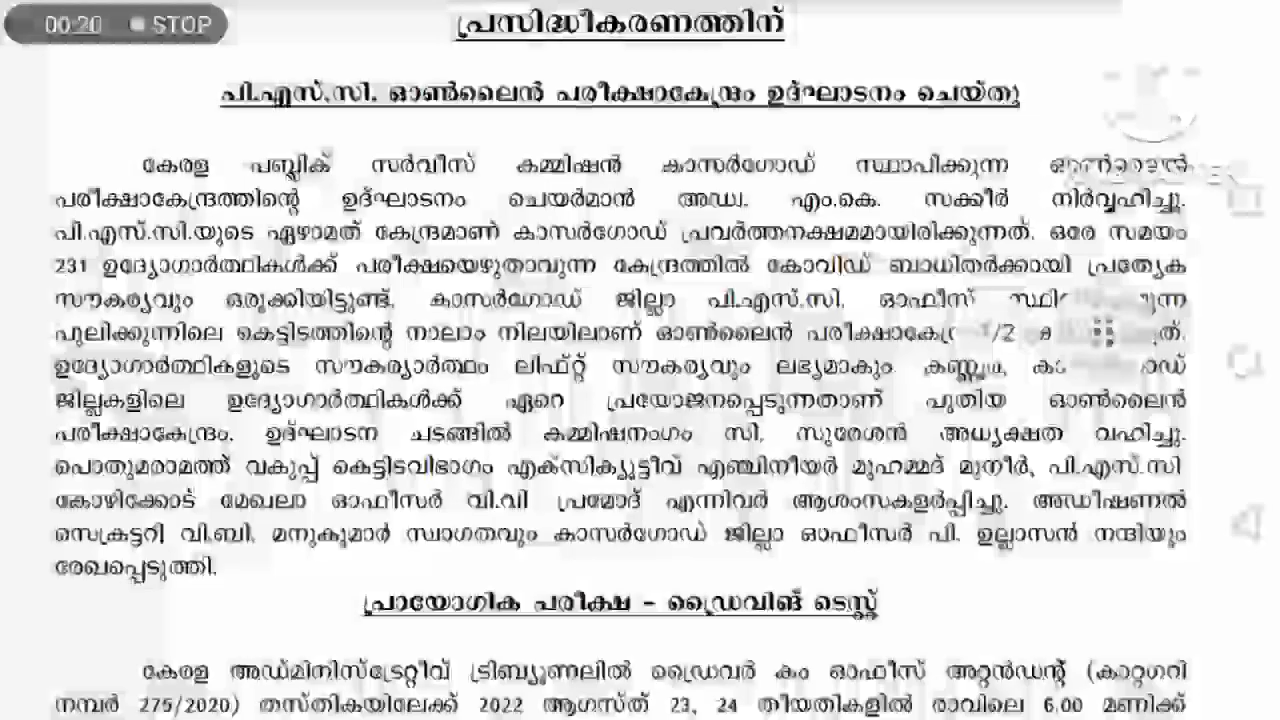 00:20 STOP
പ്രസിദ്ധീകരണത്തിന്
പി.എസ്.സി. ഓൺലൈൻ പരീക്ഷാകേന്ദ്രം ഉദ്ഘാടനം ചെയ്തു
കേരള പബ്ലിക് സർവീസ് കമ്മിഷൻ കാസർഗോഡ് സ്ഥാപിക്കുന്ന ഓൺലൈൻ
പരീക്ഷാകേന്ദ്രത്തിന്റെ ഉദ്ഘാടനം ചെയർമാൻ അഡ്വ. എം.കെ. സക്കീർ നിർവ്വഹിച്ചു.
പി.എസ്.സി.യുടെ ഏഴാമത് കേന്ദ്രമാണ് കാസർഗോഡ് പ്രവർത്തനക്ഷമമായിരിക്കുന്നത്. ഒരേ സമയം
231 ഉദ്യോഗാർത്ഥികൾക്ക് പരീക്ഷയെഴുതാവുന്ന കേന്ദ്രത്തിൽ കോവിഡ് ബാധിതർക്കായി പ്രത്യേക
സൗകര്യവും ഒരുക്കിയിട്ടുണ്ട്. കാസർഗോഡ് ജില്ലാ പി.എസ്.സി. ഓഫീസ്
പുലിക്കുന്നിലെ കെട്ടിടത്തിന്റെ നാലാം നിലയിലാണ് ഓൺലൈൻ
ഉദ്യോഗാർത്ഥികളുടെ സൗകര്യാർത്ഥം ലിഫ്റ്റ് സൗകര്യവും ലഭ്യമാകും. കണ്ണൂർ,
ജില്ലകളിലെ ഉദ്യോഗാർത്ഥികൾക്ക് ഏറെ പ്രയോജനപ്പെടുന്നതാണ് പുതിയ ഓൺലൈൻ
പരീക്ഷാകേന്ദ്രം. ഉദ്ഘാടന ചടങ്ങിൽ കമ്മിഷനംഗം സി. സുരേശൻ അധ്യക്ഷത വഹിച്ചു.
പൊതുമരാമത്ത് വകുപ്പ് കെട്ടിടവിഭാഗം എക്സിക്യൂട്ടീവ് എഞ്ചിനീയർ മുഹമ്മദ് മുനീർ, പി.എസ്.സി
കോഴിക്കോട് മേഖലാ ഓഫീസർ വി.വി പ്രമോദ് എന്നിവർ ആശംസകളർപ്പിച്ചു. അഡീഷണൽ
സെക്രട്ടറി വി.ബി. മനുകുമാർ സ്വാഗതവും കാസർഗോഡ് ജില്ലാ ഓഫീസർ പി. ഉല്ലാസൻ നന്ദിയും
രേഖപ്പെടുത്തി.
പ്രായോഗിക പരീക്ഷ - ഡ്രൈവിങ് ടെസ്റ്റ്
കേരള അഡ്മിനിസ്ട്രേറ്റീവ് ട്രിബ്യൂണലിൽ ഡ്രൈവർ കം ഓഫീസ് അറ്റൻഡന്റ് (കാറ്റഗറി
നമ്പർ 275/2020) തസ്തികയിലേക്ക് 2022 ആഗസ്ത് 23, 24 തീയതികളിൽ രാവിലെ 6.00 മണിക്ക്